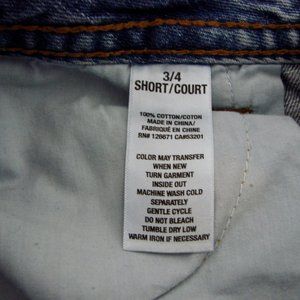 3/4
SHORT/COURT
100% COTTON/COTON
MADE IN CHINA/
FABRIQUÉ EN CHINE
RN# 126671 CA#53201
COLOR MAY TRANSFER
WHEN NEW
TURN GARMENT
INSIDE OUT
MACHINE WASH COLD
SEPARATELY
GENTLE CYCLE
DO NOT BLEACH
TUMBLE DRY LOW
WARM IRON IF NECESSARY